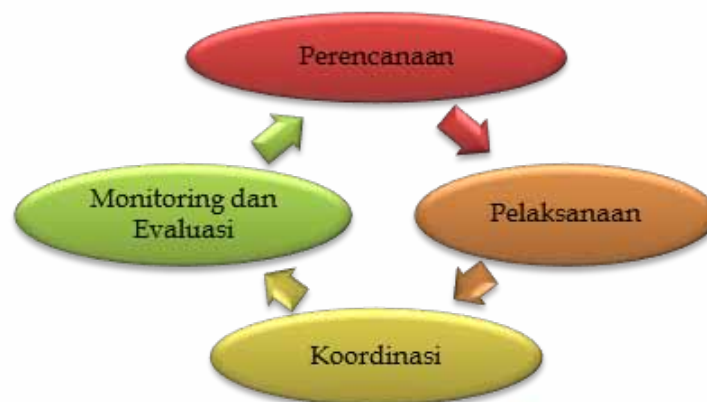 Perencanaan
Pelaksanaan
Koordinasi
Monitoring dan
Evaluasi